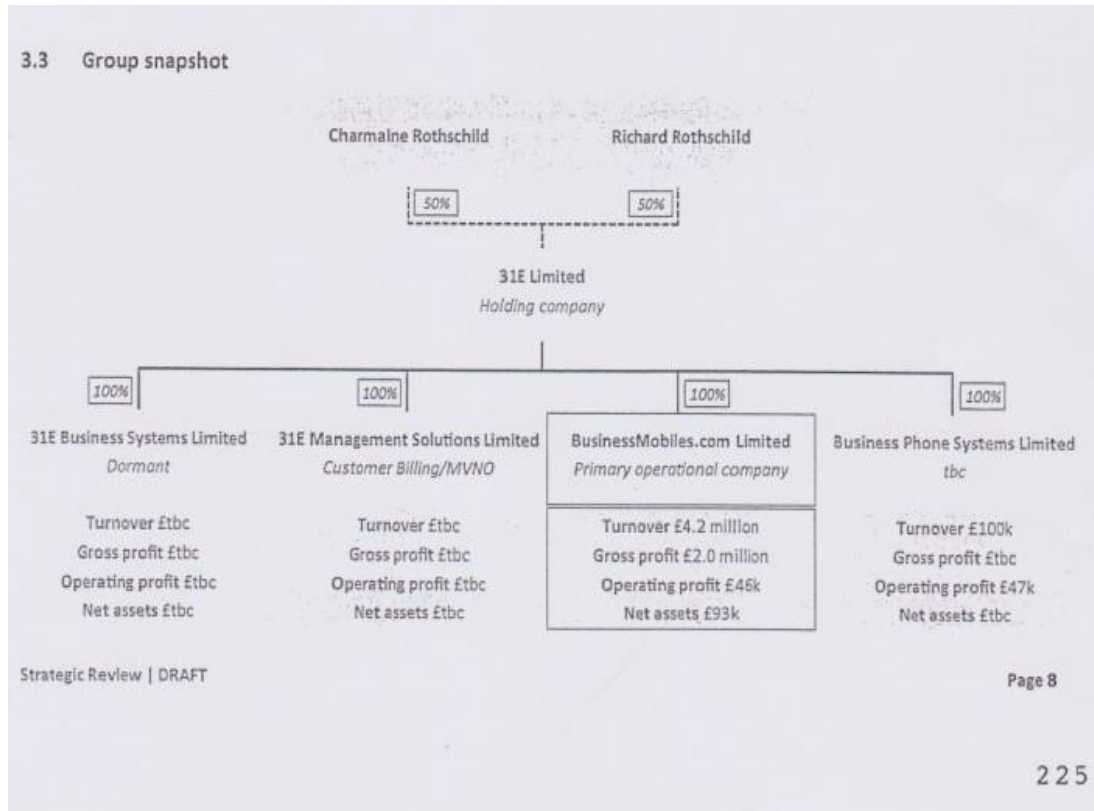 3.3 Group snapshot
Charmaine Rothschild Richard Rothschild
50% 50%
31E Limited
Holding company
100% 100% 100% 100%
31E Business Systems Limited 31E Management Solutions Limited BusinessMobiles.com Limited Business Phone Systems Limited
Dormant Customer Billing/MVNO Primary operational company tbc
Turnover £tbc Turnover £tbc Turnover £4.2 million Turnover £100k
Gross profit £tbc Gross profit £tbc Gross profit £2.0 million Gross profit £tbc
Operating profit £tbc Operating profit £tbc Operating profit £46k Operating profit £47k
Net assets £tbc Net assets £tbc Net assets £93k Net assets £tbc
Strategic Review | DRAFT Page 8
225